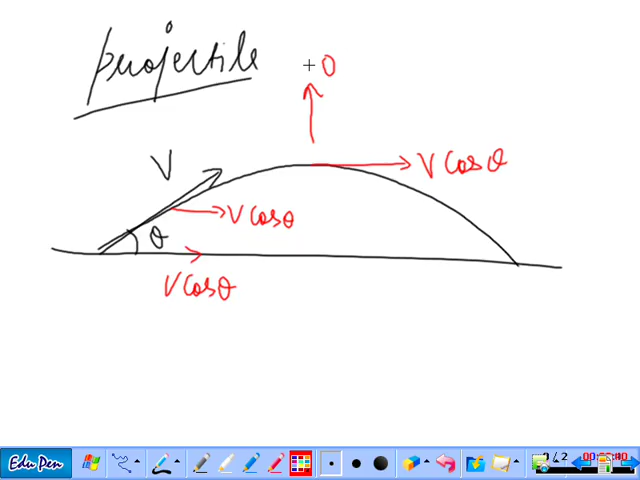 projectile
0
V
V Cosθ
V Cosθ
θ
V Cosθ
Edu Pen